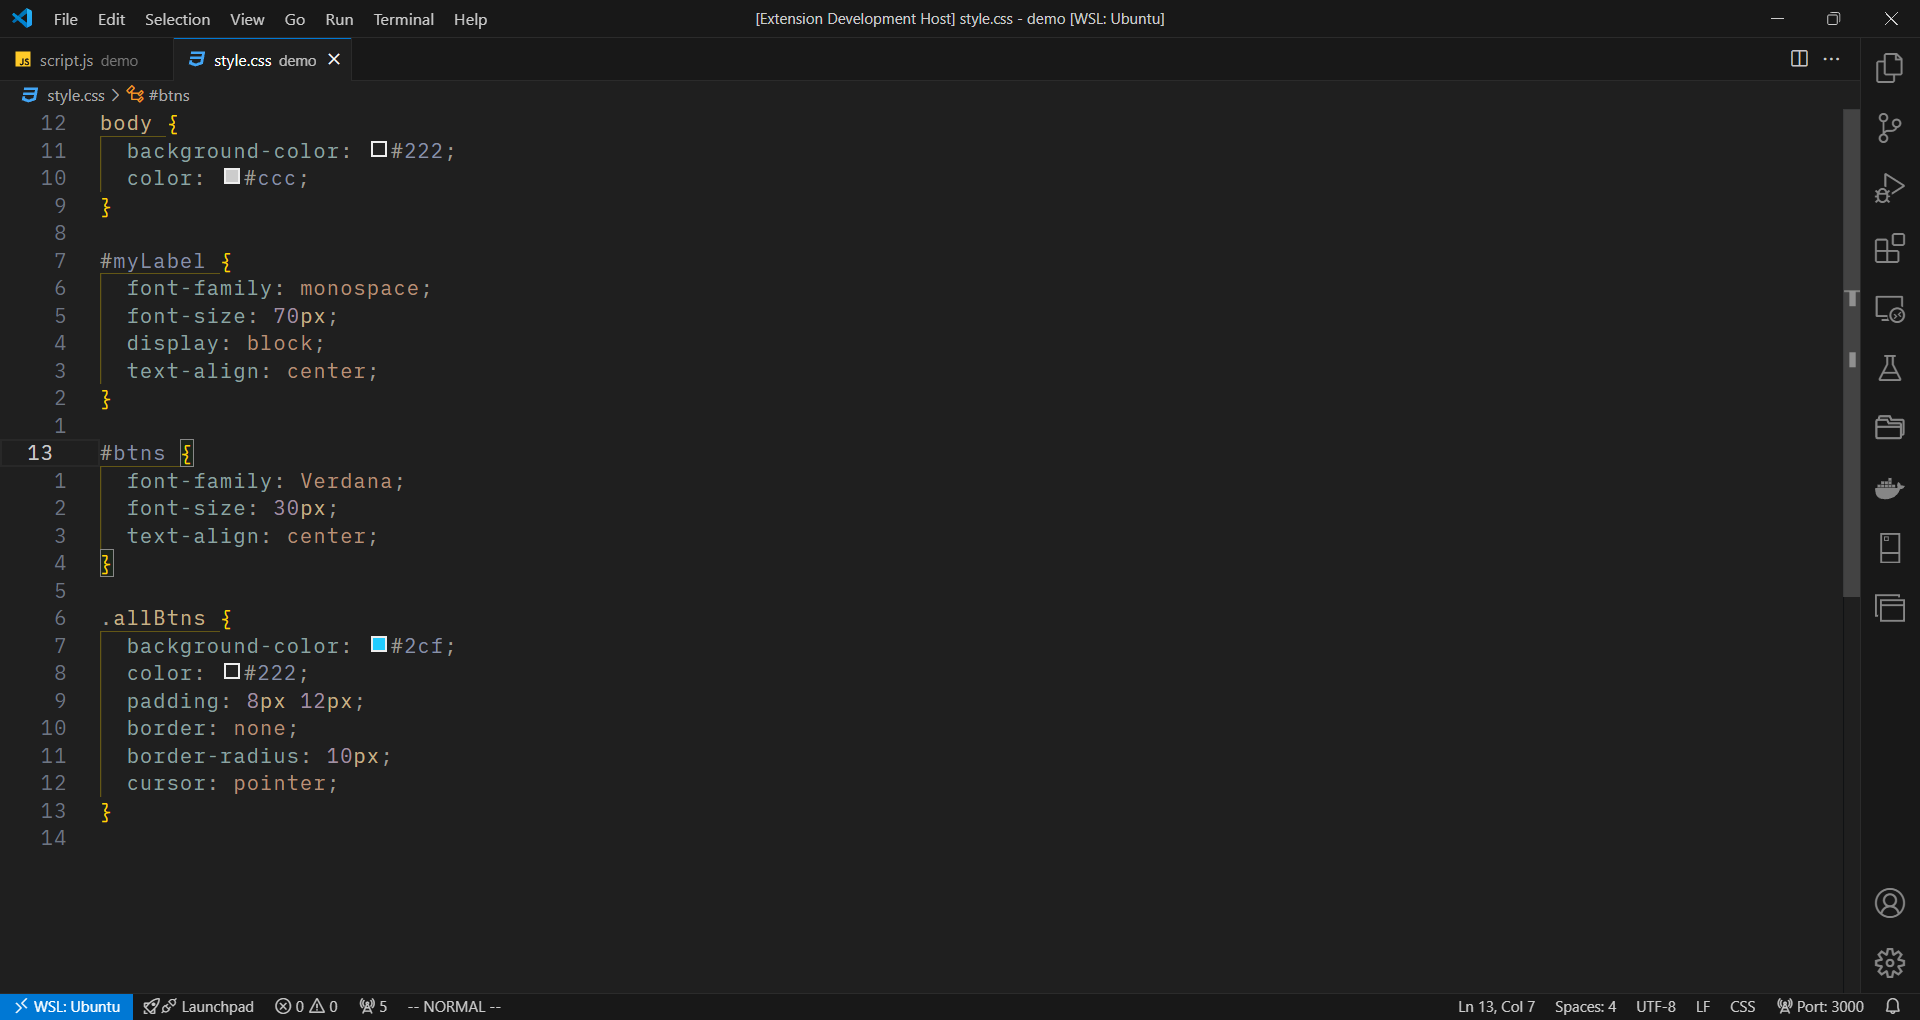 File Edit Selection View Go Run Terminal Help [Extension Development Host] style.css - demo [WSL: Ubuntu]
JS script.js demo style.css demo
style.css > #btns
12 body {
11 background-color: #222;
10 color: #ccc;
9 }
8
7 #myLabel {
6 font-family: monospace;
5 font-size: 70px;
4 display: block;
3 text-align: center;
2 }
1
13 #btns {
1 font-family: Verdana;
2 font-size: 30px;
3 text-align: center;
4 }
5
6 .allBtns {
7 background-color: #2cf;
8 color: #222;
9 padding: 8px 12px;
10 border: none;
11 border-radius: 10px;
12 cursor: pointer;
13 }
14
WSL: Ubuntu Launchpad 0 0 5 -- NORMAL -- Ln 13, Col 7 Spaces: 4 UTF-8 LF CSS Port: 3000